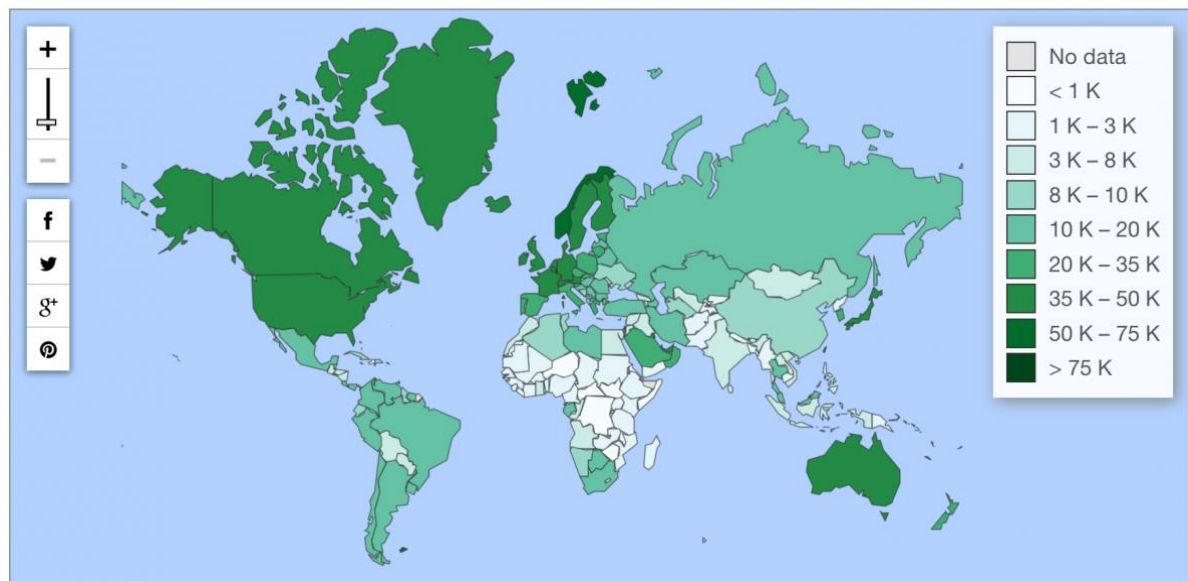 +
−
f
g+
No data
< 1 K
1 K – 3 K
3 K – 8 K
8 K – 10 K
10 K – 20 K
20 K – 35 K
35 K – 50 K
50 K – 75 K
> 75 K